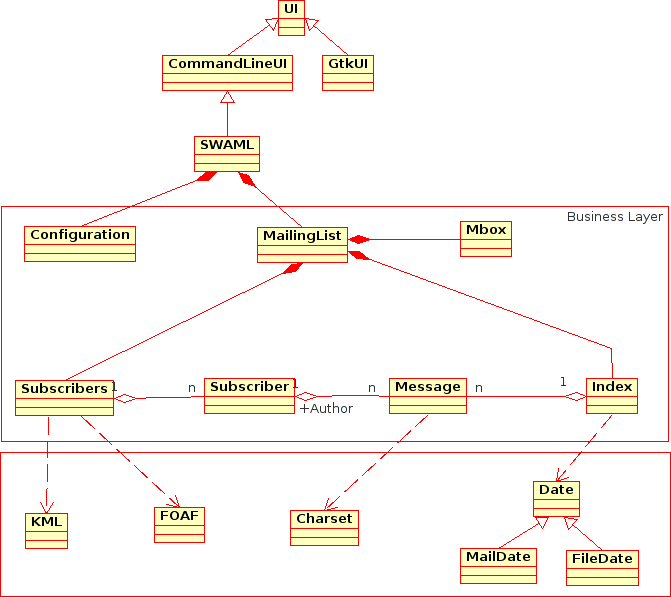 UI
CommandLineUI
GtkUI
SWAML
Business Layer
Configuration
MailingList
Mbox
Subscribers
1
n
Subscriber
1
+Author
n
Message
n
1
Index
KML
FOAF
Charset
Date
MailDate
FileDate